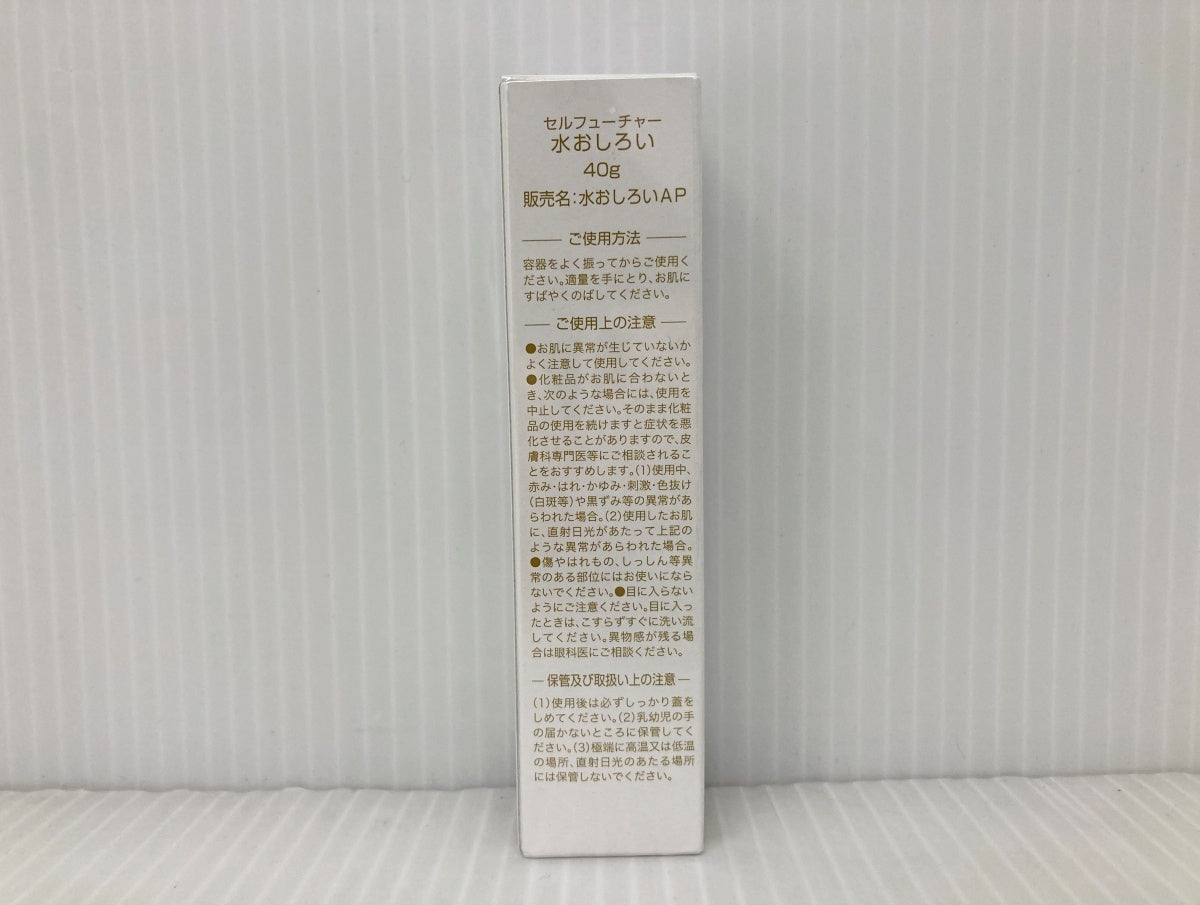 セルフューチャー
水おしろい
40g
販売名:水おしろいAP
ご使用方法
容器をよく振ってからご使用く
ださい。適量を手にとり、お肌に
すばやくのばしてください。
ご使用上の注意
●お肌に異常が生じていないか
よく注意して使用してください。
●化粧品がお肌に合わないと
き、次のような場合には、使用を
中止してください。そのまま化粧
品の使用を続けますと症状を悪
化させることがありますので、皮
膚科専門医等にご相談されるこ
とをおすすめします。(1)使用中、
赤み・はれ・かゆみ・刺激・色抜け
(白斑等)や黒ずみ等の異常があ
らわれた場合。(2)使用したお肌
に、直射日光があたって上記の
ような異常があらわれた場合。
●傷やはれもの、しっしん等異
常のある部位にはお使いになら
ないでください。●目に入らない
ようにご注意ください。目に入っ
たときは、こすらずすぐに洗い流
してください。異物感が残る場
合は眼科医にご相談ください。
保管及び取扱い上の注意
(1)使用後は必ずしっかり蓋を
しめてください。(2)乳幼児の手
の届かないところに保管してく
ださい。(3)極端に高温又は低温
の場所、直射日光のあたる場所
には保管しないでください。